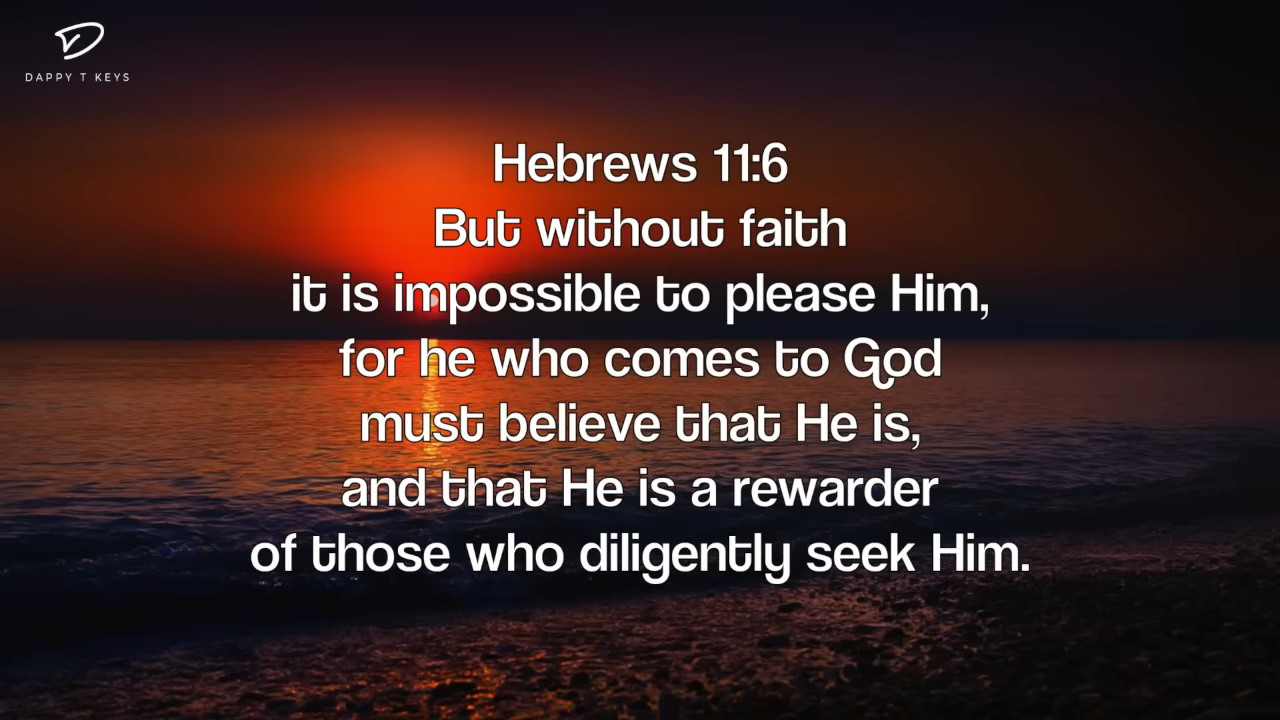 DAPPY T KEYS
Hebrews 11:6
But without faith
it is impossible to please Him,
for he who comes to God
must believe that He is,
and that He is a rewarder
of those who diligently seek Him.